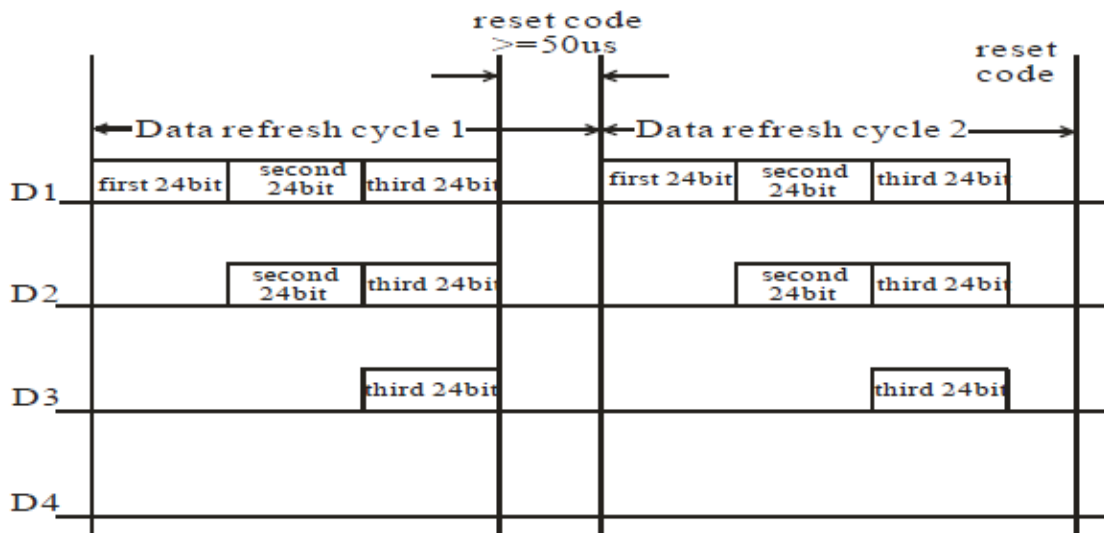 reset code
>=50us
reset
code
Data refresh cycle 1
Data refresh cycle 2
D1
first 24bit
second
24bit
third 24bit
first 24bit
second
24bit
third 24bit
D2
second
24bit
third 24bit
second
24bit
third 24bit
D3
third 24bit
third 24bit
D4